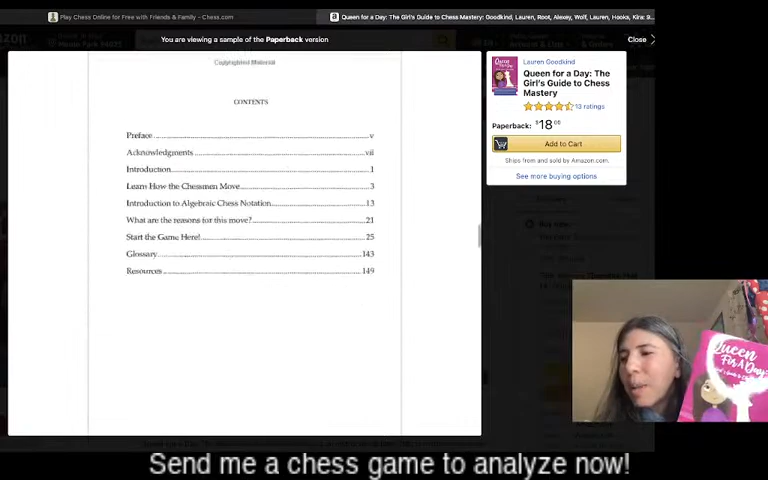 Play Chess Online for Free with Friends & Family - Chess.com
Queen for a Day: The Girl's Guide to Chess Mastery: Goodkind, Lauren, Root, Alexey, Wolf, Lauren, Hooks, Kira: 9...
You are viewing a sample of the Paperback version
Close
Copyrighted Material
CONTENTS
Preface v
Acknowledgments vii
Introduction 1
Learn How the Chessmen Move 3
Introduction to Algebraic Chess Notation 13
What are the reasons for this move? 21
Start the Game Here! 25
Glossary 143
Resources 149
Lauren Goodkind
Queen for a Day: The
Girl's Guide to Chess
Mastery
13 ratings
Paperback: $18
Add to Cart
Ships from and sold by Amazon.com.
See more buying options
Queen
For A Day:
Send me a chess game to analyze now!